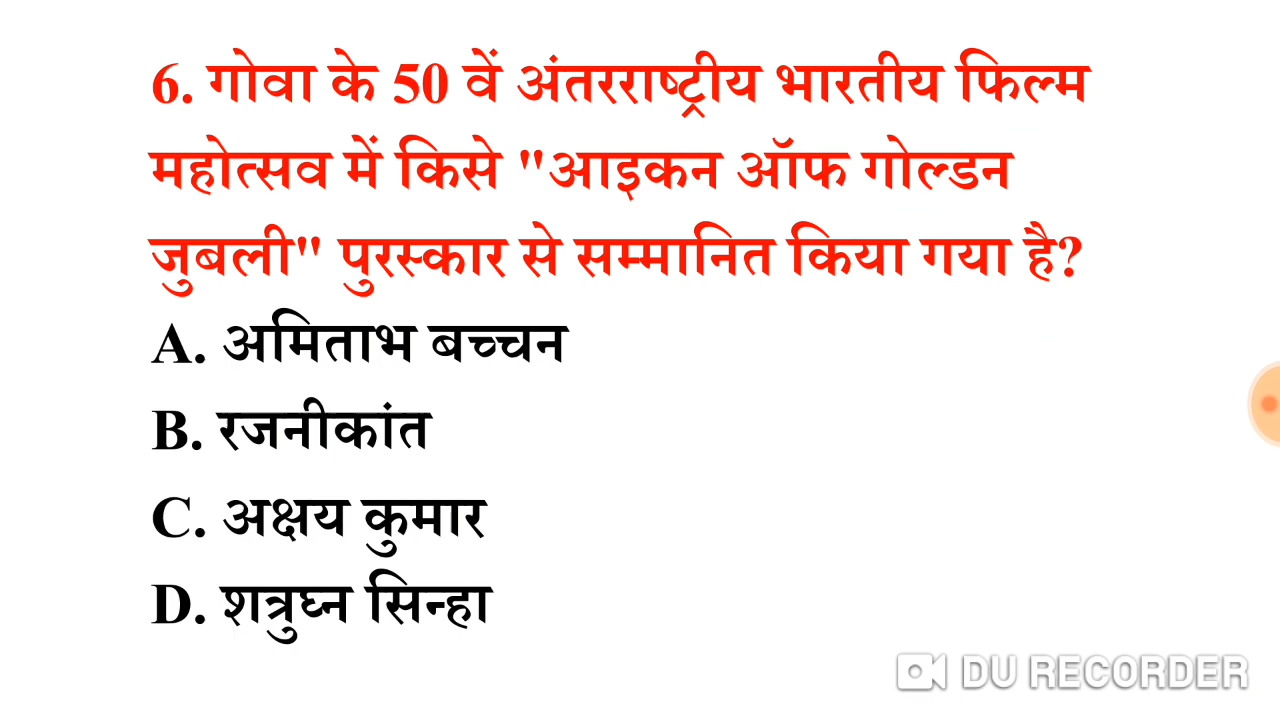 6. गोवा के 50 वें अंतरराष्ट्रीय भारतीय फिल्म
महोत्सव में किसे "आइकन ऑफ गोल्डन
जुबली" पुरस्कार से सम्मानित किया गया है?
A. अमिताभ बच्चन
B. रजनीकांत
C. अक्षय कुमार
D. शत्रुघ्न सिन्हा
DU RECORDER